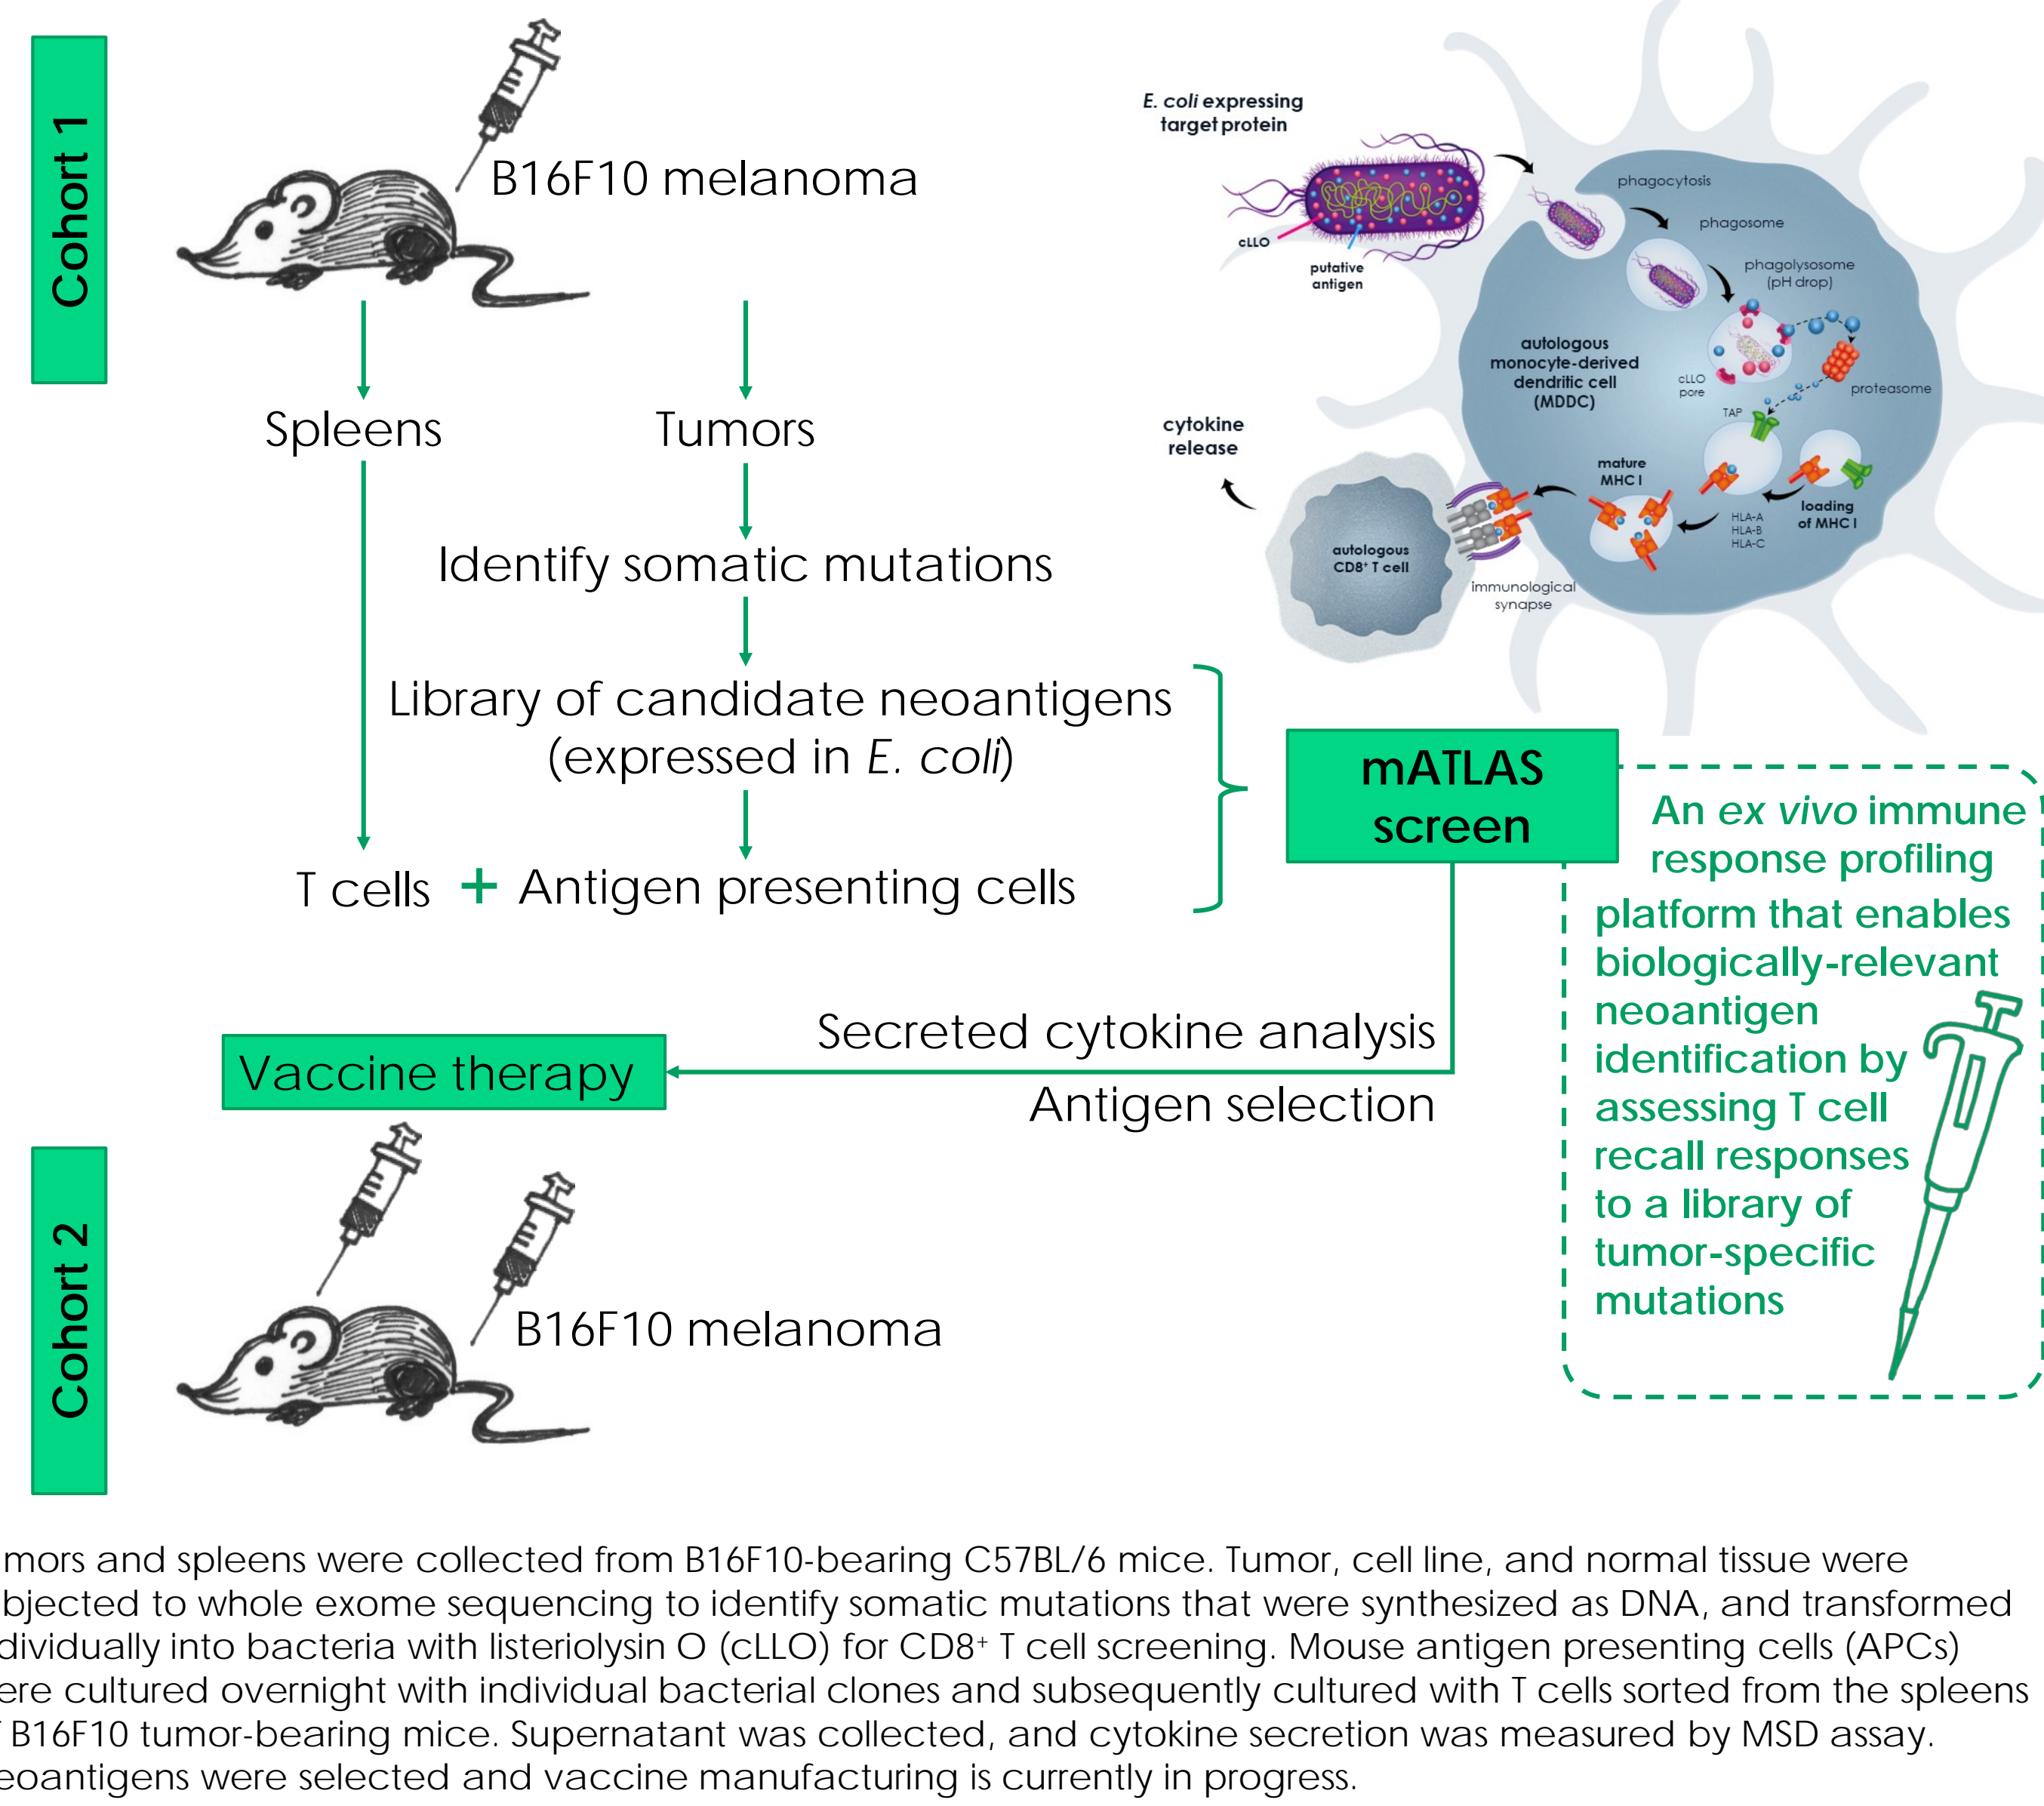 Cohort 1
B16F10 melanoma
Spleens
Tumors
Identify somatic mutations
Library of candidate neoantigens
(expressed in E. coli)
T cells + Antigen presenting cells
E. coli expressing
target protein
cLLO
putative
antigen
phagocytosis
phagosome
phagolysosome
(pH drop)
autologous
monocyte-derived
dendritic cell
(MDDC)
cLLO
pore
proteasome
TAP
cytokine
release
mature
MHC I
loading
of MHC I
HLA-A
HLA-B
HLA-C
autologous
CD8+ T cell
immunological
synapse
mATLAS
screen
An ex vivo immune
response profiling
platform that enables
biologically-relevant
neoantigen
identification by
assessing T cell
recall responses
to a library of
tumor-specific
mutations
Secreted cytokine analysis
Antigen selection
Vaccine therapy
Cohort 2
B16F10 melanoma
mors and spleens were collected from B16F10-bearing C57BL/6 mice. Tumor, cell line, and normal tissue were
bjected to whole exome sequencing to identify somatic mutations that were synthesized as DNA, and transformed
dividually into bacteria with listeriolysin O (cLLO) for CD8+ T cell screening. Mouse antigen presenting cells (APCs)
ere cultured overnight with individual bacterial clones and subsequently cultured with T cells sorted from the spleens
B16F10 tumor-bearing mice. Supernatant was collected, and cytokine secretion was measured by MSD assay.
eoantigens were selected and vaccine manufacturing is currently in progress.